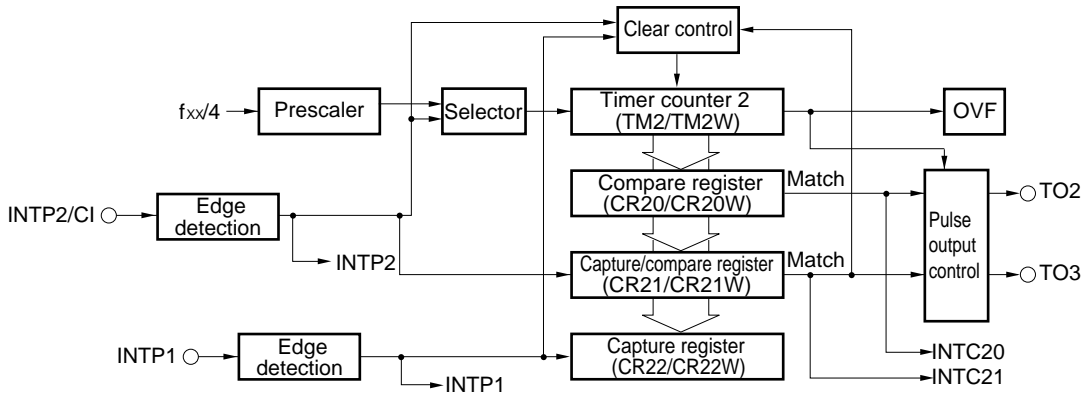 Clear control
fxx/4
Prescaler
Selector
Timer counter 2
(TM2/TM2W)
OVF
INTP2/CI
Edge
detection
INTP2
Compare register
(CR20/CR20W)
Match
Capture/compare register
(CR21/CR21W)
Match
Pulse
output
control
TO2
TO3
INTP1
Edge
detection
INTP1
Capture register
(CR22/CR22W)
INTC20
INTC21